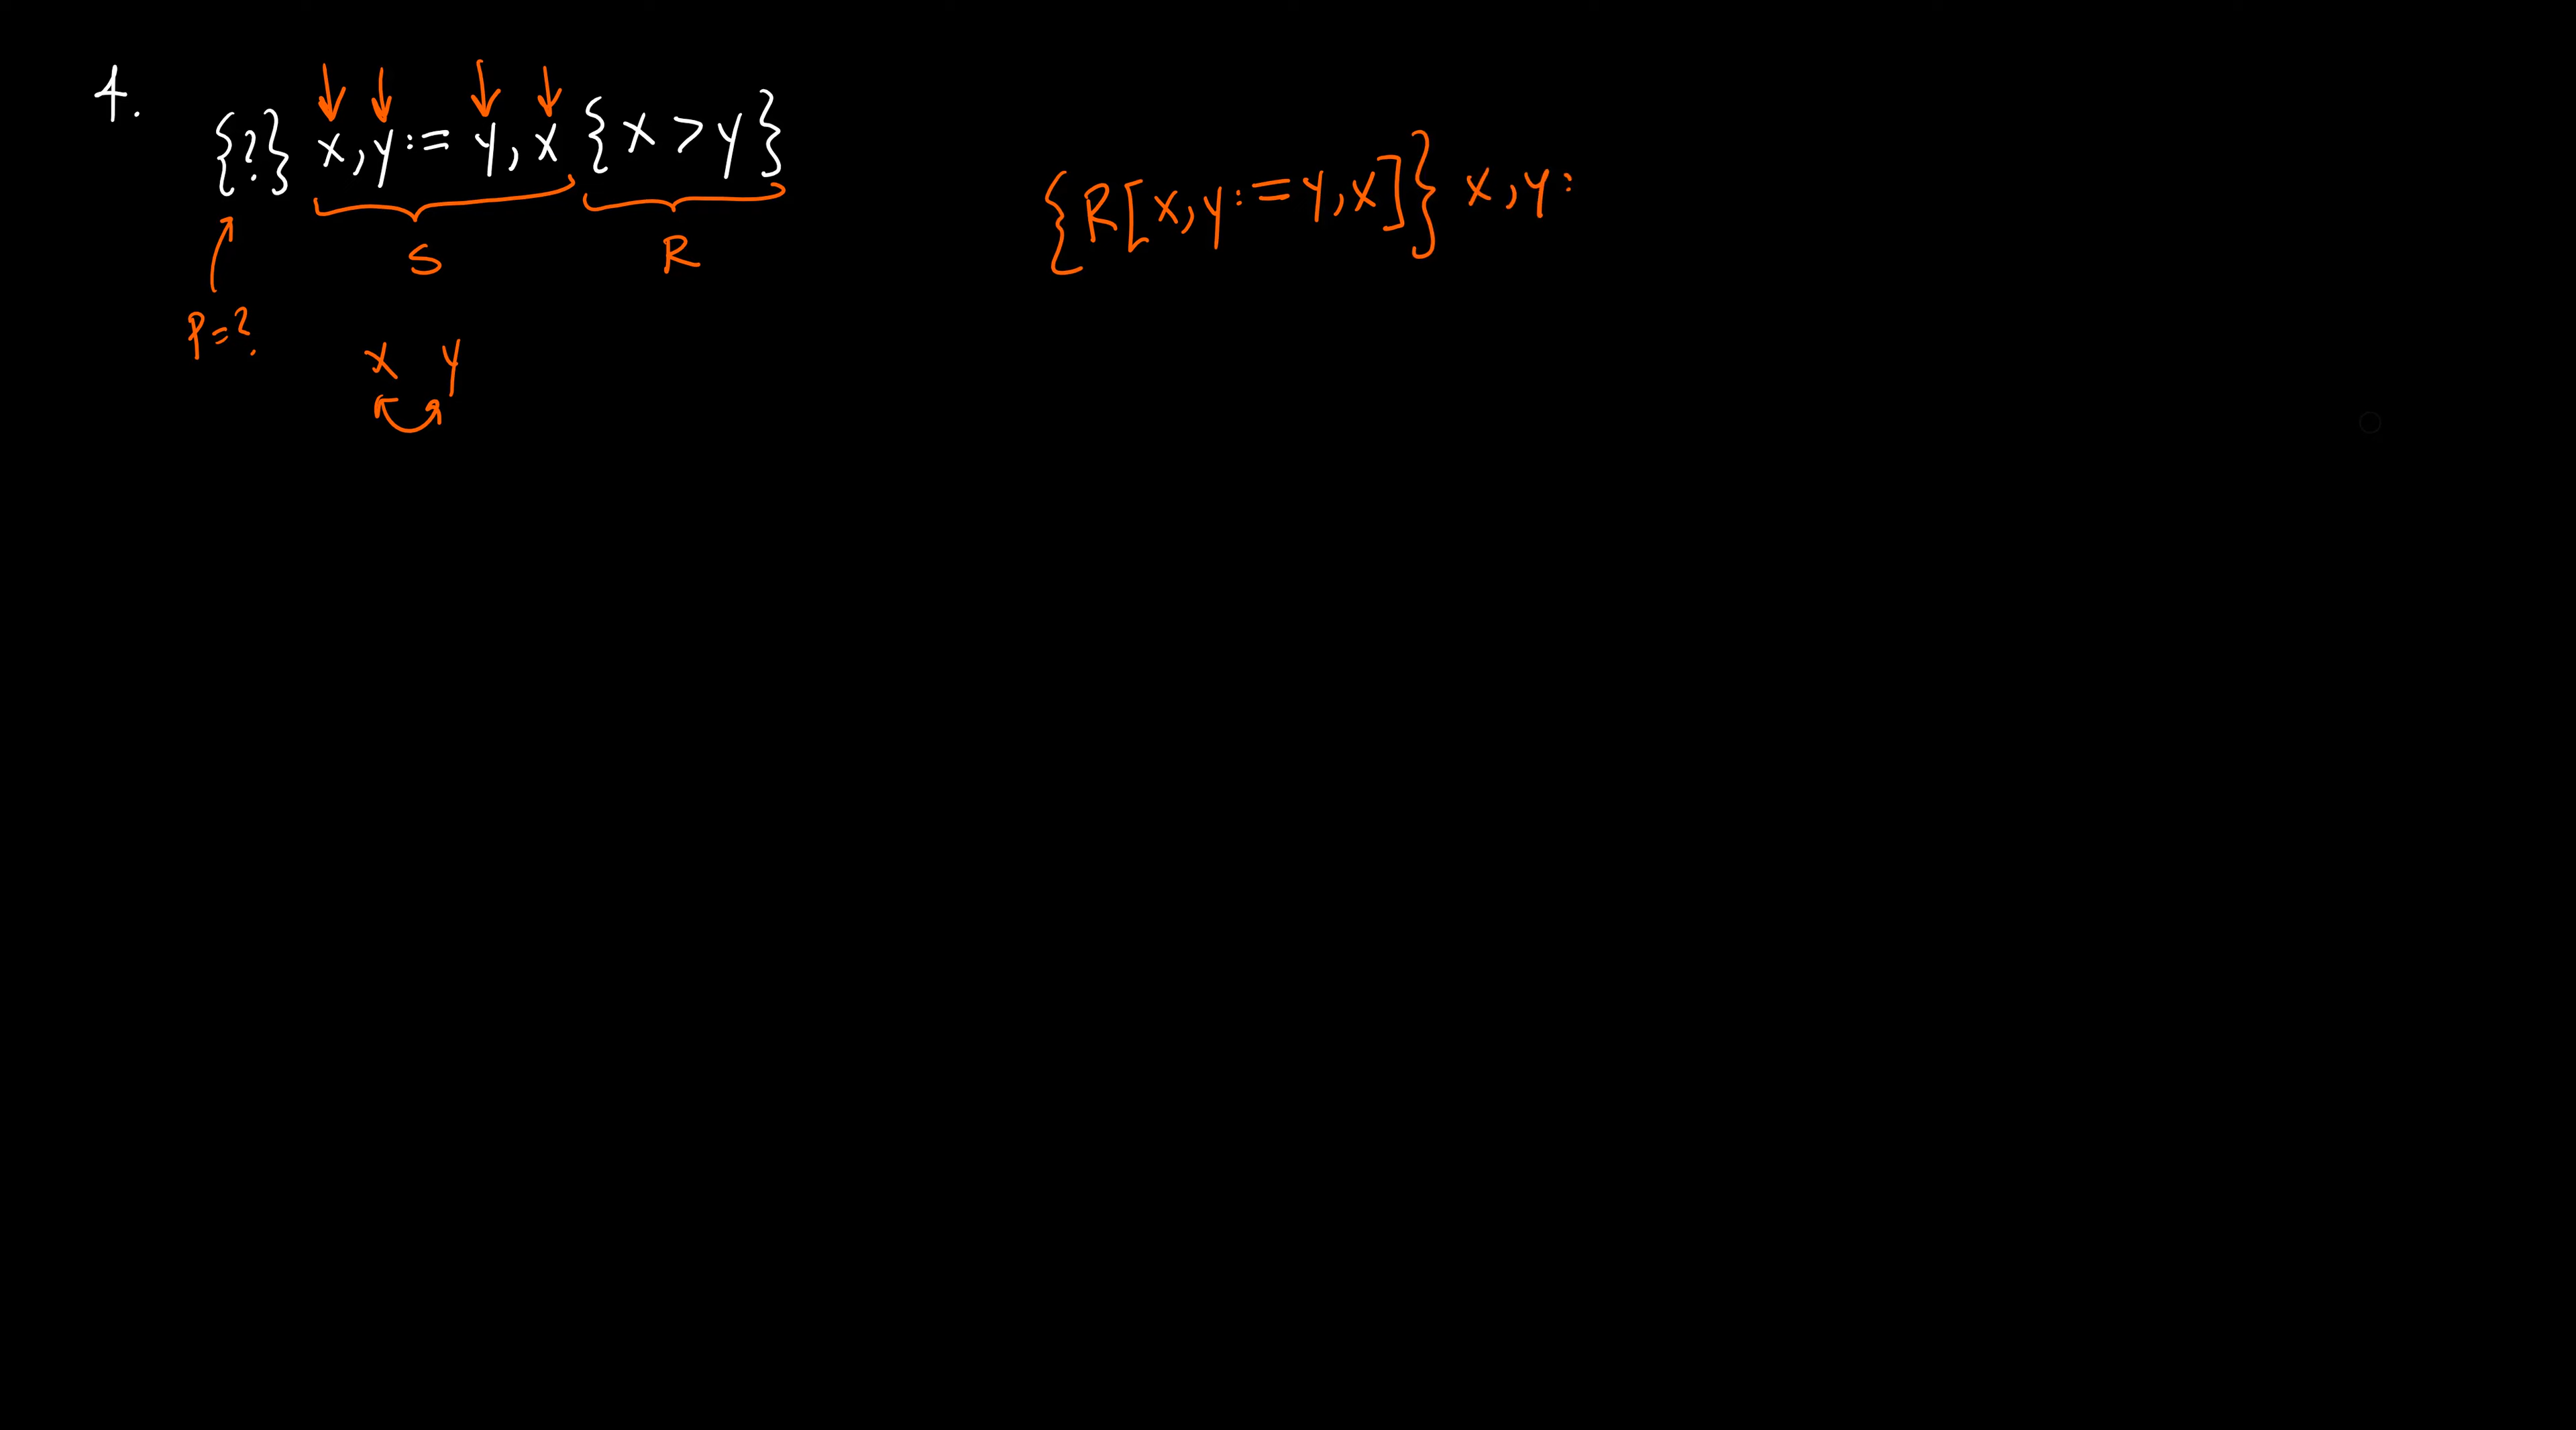 4.
{?} x,y := y,x {x > y}
S
R
P=?
x y
{R[x,y:=y,x]} x,y: